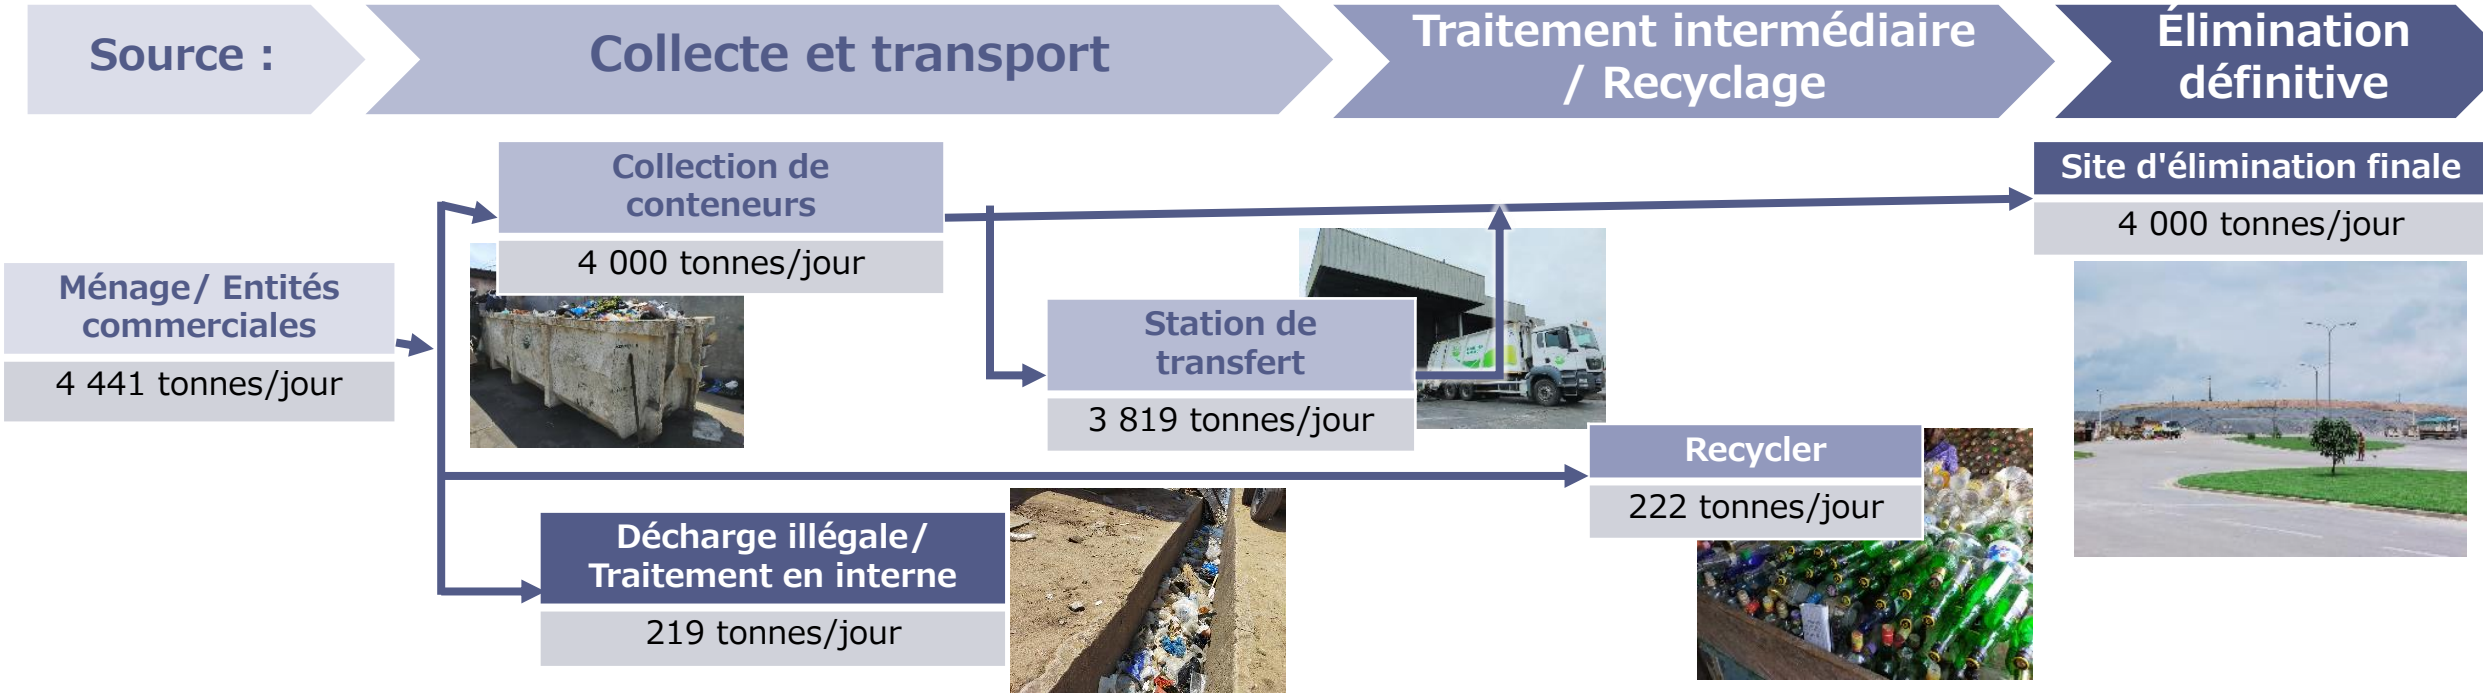 Source :
Collecte et transport
Traitement intermédiaire
/ Recyclage
Élimination
définitive
Collection de
conteneurs
4 000 tonnes/jour
Site d'élimination finale
4 000 tonnes/jour
Ménage/ Entités
commerciales
4 441 tonnes/jour
Station de
transfert
3 819 tonnes/jour
Recycler
222 tonnes/jour
Décharge illégale/
Traitement en interne
219 tonnes/jour